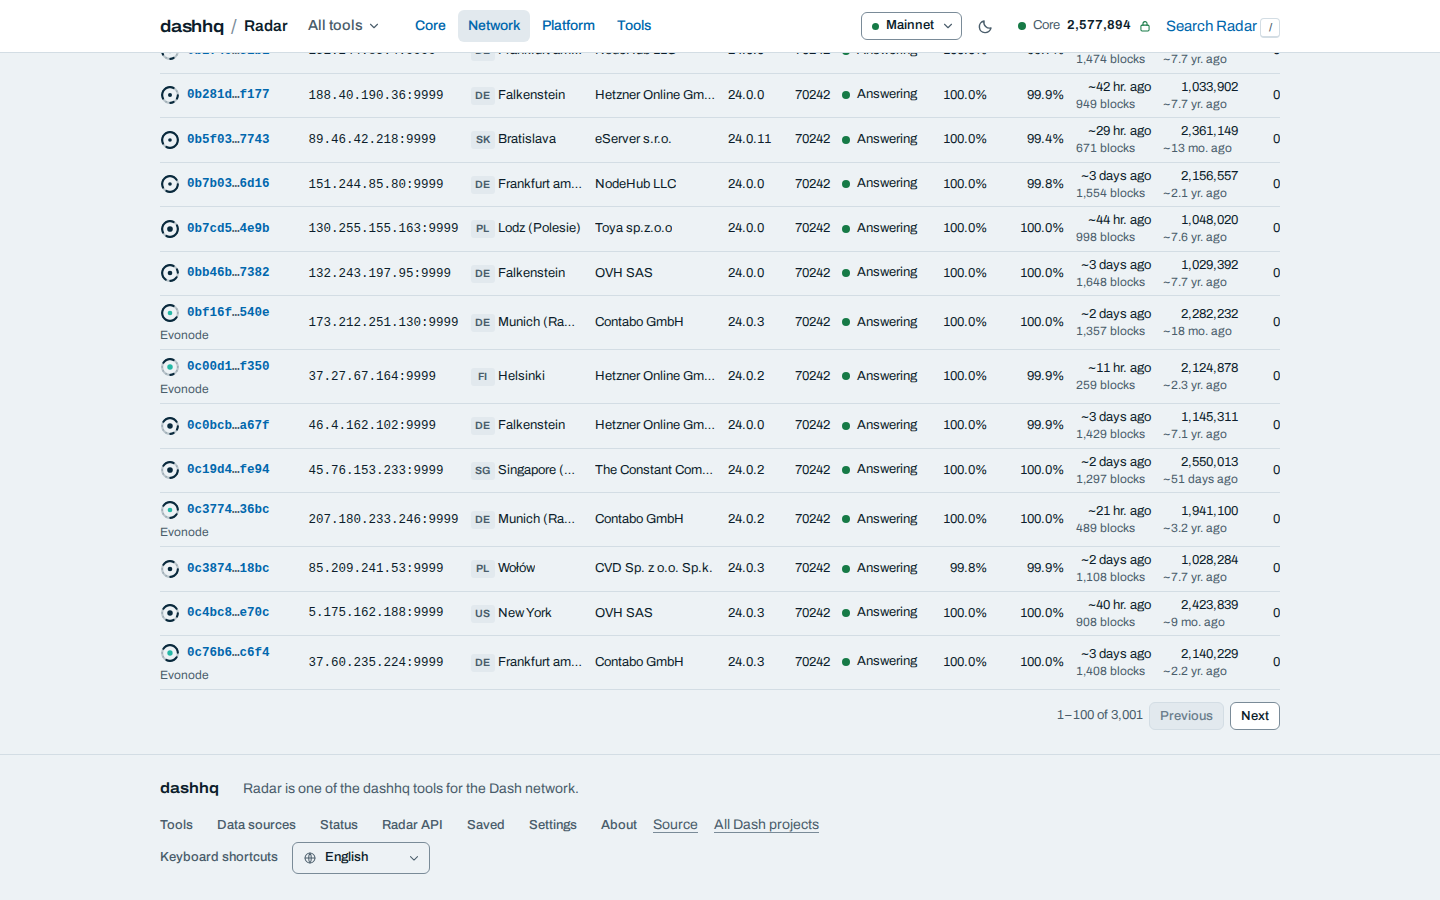 dashhq / Radar All tools Core Network Platform Tools Mainnet Core 2,577,894 Search Radar /
1,474 blocks ~7.7 yr. ago
0b281d…f177 188.40.190.36:9999 DE Falkenstein Hetzner Online Gm… 24.0.0 70242 Answering 100.0% 99.9% ~42 hr. ago 1,033,902 0
949 blocks ~7.7 yr. ago
0b5f03…7743 89.46.42.218:9999 SK Bratislava eServer s.r.o. 24.0.11 70242 Answering 100.0% 99.4% ~29 hr. ago 2,361,149 0
671 blocks ~13 mo. ago
0b7b03…6d16 151.244.85.80:9999 DE Frankfurt am… NodeHub LLC 24.0.0 70242 Answering 100.0% 99.8% ~3 days ago 2,156,557 0
1,554 blocks ~2.1 yr. ago
0b7cd5…4e9b 130.255.155.163:9999 PL Lodz (Polesie) Toya sp.z.o.o 24.0.0 70242 Answering 100.0% 100.0% ~44 hr. ago 1,048,020 0
998 blocks ~7.6 yr. ago
0bb46b…7382 132.243.197.95:9999 DE Falkenstein OVH SAS 24.0.0 70242 Answering 100.0% 100.0% ~3 days ago 1,029,392 0
1,648 blocks ~7.7 yr. ago
0bf16f…540e 173.212.251.130:9999 DE Munich (Ra… Contabo GmbH 24.0.3 70242 Answering 100.0% 100.0% ~2 days ago 2,282,232 0
Evonode 1,357 blocks ~18 mo. ago
0c00d1…f350 37.27.67.164:9999 FI Helsinki Hetzner Online Gm… 24.0.2 70242 Answering 100.0% 99.9% ~11 hr. ago 2,124,878 0
Evonode 259 blocks ~2.3 yr. ago
0c0bcb…a67f 46.4.162.102:9999 DE Falkenstein Hetzner Online Gm… 24.0.0 70242 Answering 100.0% 99.9% ~3 days ago 1,145,311 0
1,429 blocks ~7.1 yr. ago
0c19d4…fe94 45.76.153.233:9999 SG Singapore (… The Constant Com… 24.0.2 70242 Answering 100.0% 100.0% ~2 days ago 2,550,013 0
1,297 blocks ~51 days ago
0c3774…36bc 207.180.233.246:9999 DE Munich (Ra… Contabo GmbH 24.0.2 70242 Answering 100.0% 100.0% ~21 hr. ago 1,941,100 0
Evonode 489 blocks ~3.2 yr. ago
0c3874…18bc 85.209.241.53:9999 PL Wołów CVD Sp. z o.o. Sp.k. 24.0.3 70242 Answering 99.8% 99.9% ~2 days ago 1,028,284 0
1,108 blocks ~7.7 yr. ago
0c4bc8…e70c 5.175.162.188:9999 US New York OVH SAS 24.0.3 70242 Answering 100.0% 100.0% ~40 hr. ago 2,423,839 0
908 blocks ~9 mo. ago
0c76b6…c6f4 37.60.235.224:9999 DE Frankfurt am… Contabo GmbH 24.0.3 70242 Answering 100.0% 100.0% ~3 days ago 2,140,229 0
Evonode 1,408 blocks ~2.2 yr. ago
1–100 of 3,001 Previous Next
dashhq Radar is one of the dashhq tools for the Dash network.
Tools Data sources Status Radar API Saved Settings About Source All Dash projects
Keyboard shortcuts English